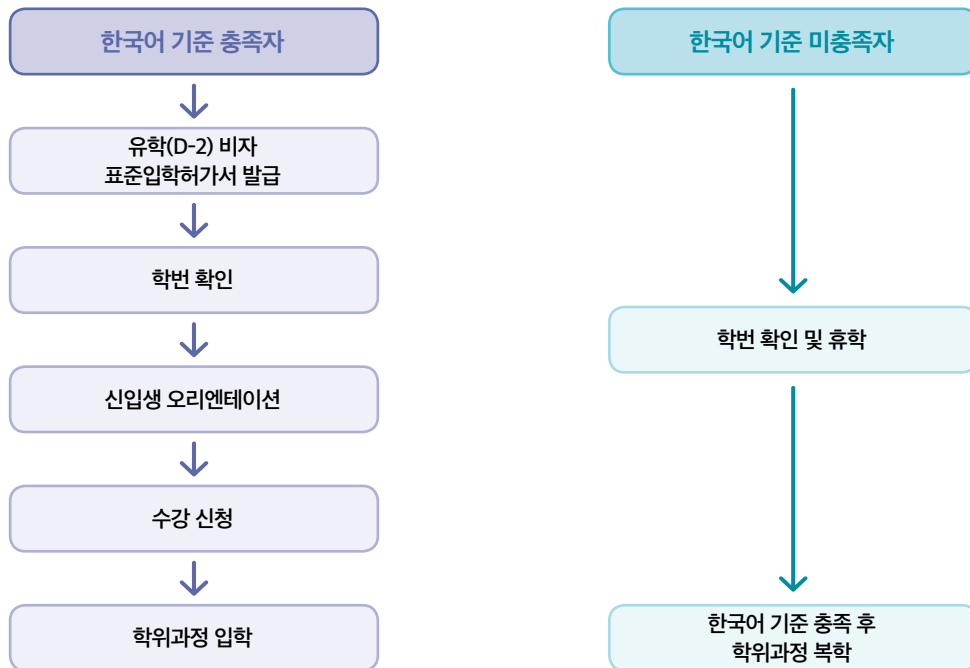 한국어 기준 충족자
유학(D-2) 비자
표준입학허가서 발급
학번 확인
신입생 오리엔테이션
수강 신청
학위과정 입학
한국어 기준 미충족자
학번 확인 및 휴학
한국어 기준 충족 후
학위과정 복학